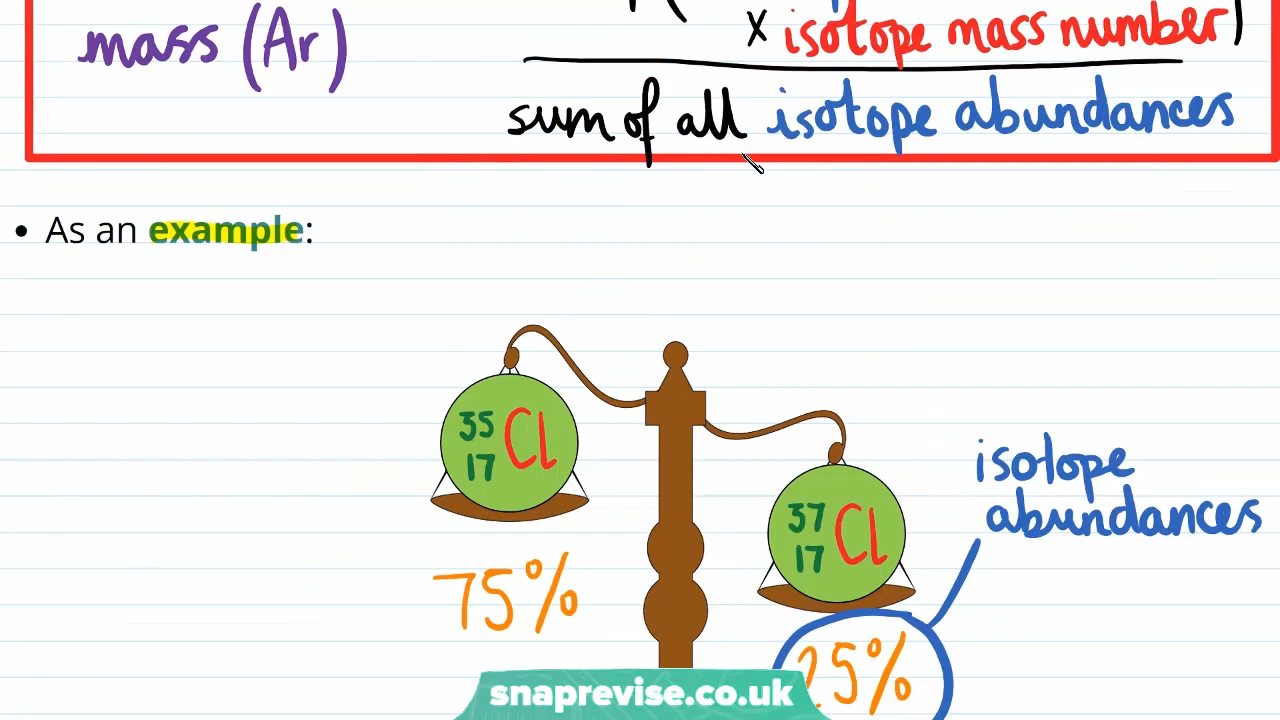 x isotope mass number)
mass (Ar)
sum of all isotope abundances
• As an example:
35
17 Cl
37
17 Cl
isotope
abundances
75%
25%
snaprevise.co.uk